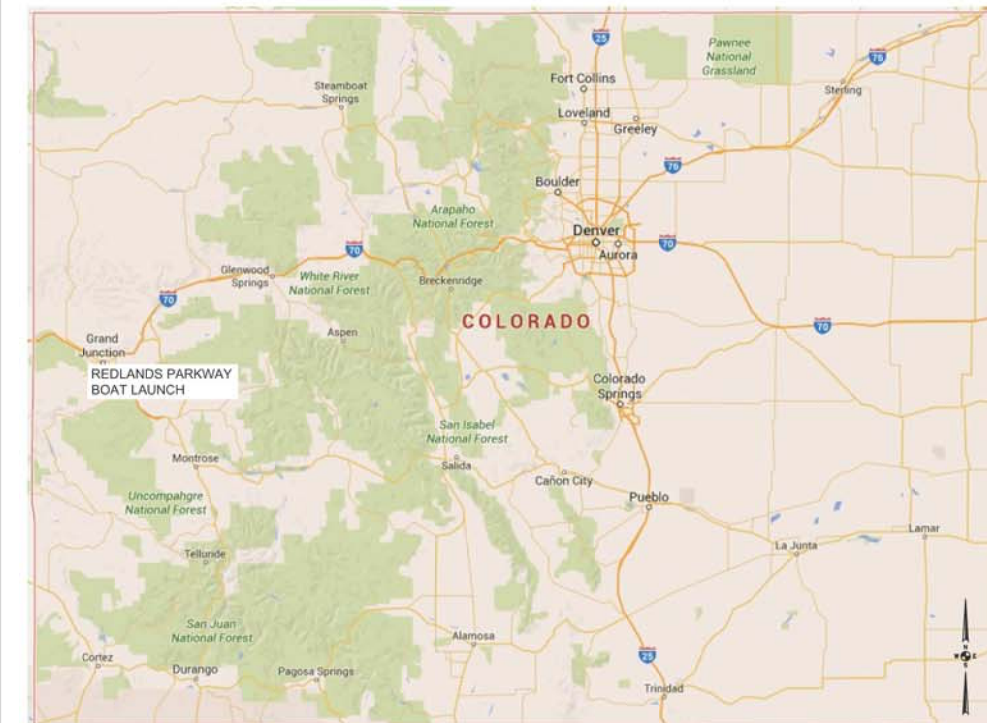 25
Pawnee
National
Grassland
76
Fort Collins
Steamboat
Springs
Sterling
Loveland
Greeley
76
Boulder
Arapaho
National Forest
Denver
70
Aurora
70
Glenwood
Springs
White River
National Forest
Breckenridge
70
COLORADO
70
Grand
Junction
Aspen
REDLANDS PARKWAY
BOAT LAUNCH
Colorado
Springs
San Isabel
National Forest
Montrose
Salida
Cañon City
Uncompahgre
National Forest
Pueblo
Lamar
La Junta
Telluride
San Juan
National Forest
Alamosa
N
W E
S
25
Cortez
Durango
Pagosa Springs
Trinidad